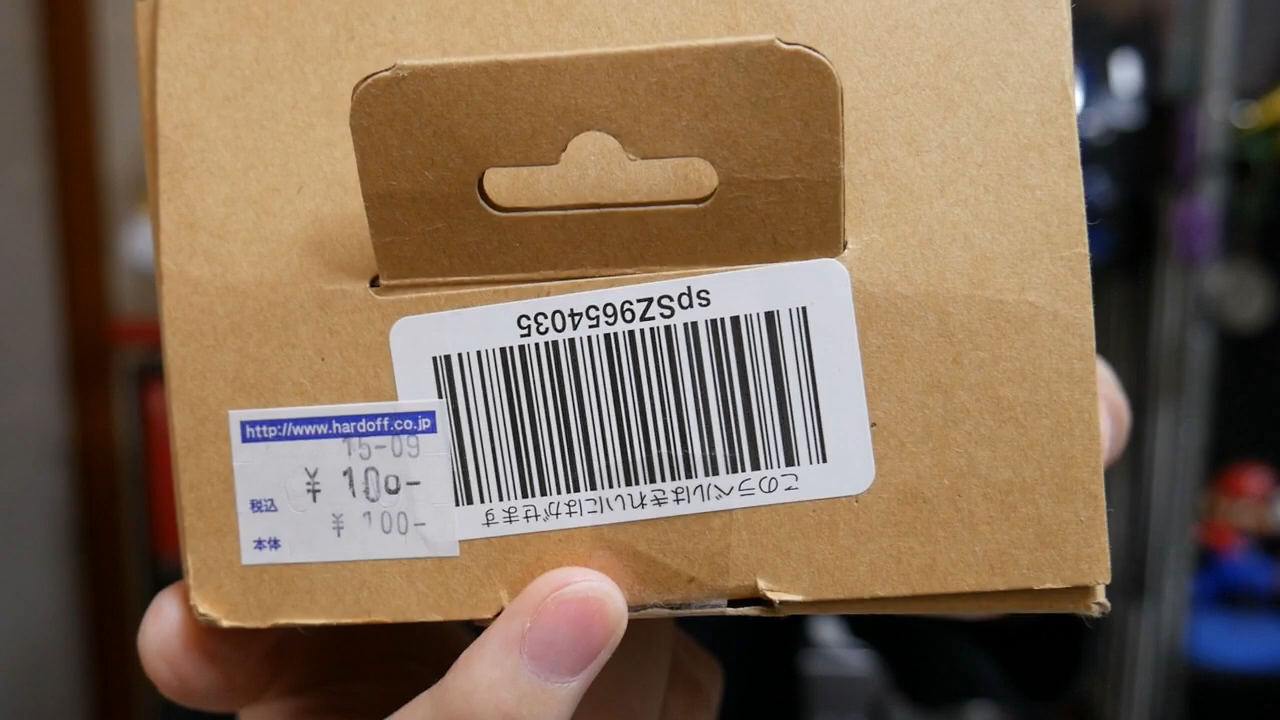 spSZ9654035
このラベルはきれいにはがせます
http://www.hardoff.co.jp
15-09
¥ 100-
税込
¥ 100-
本体